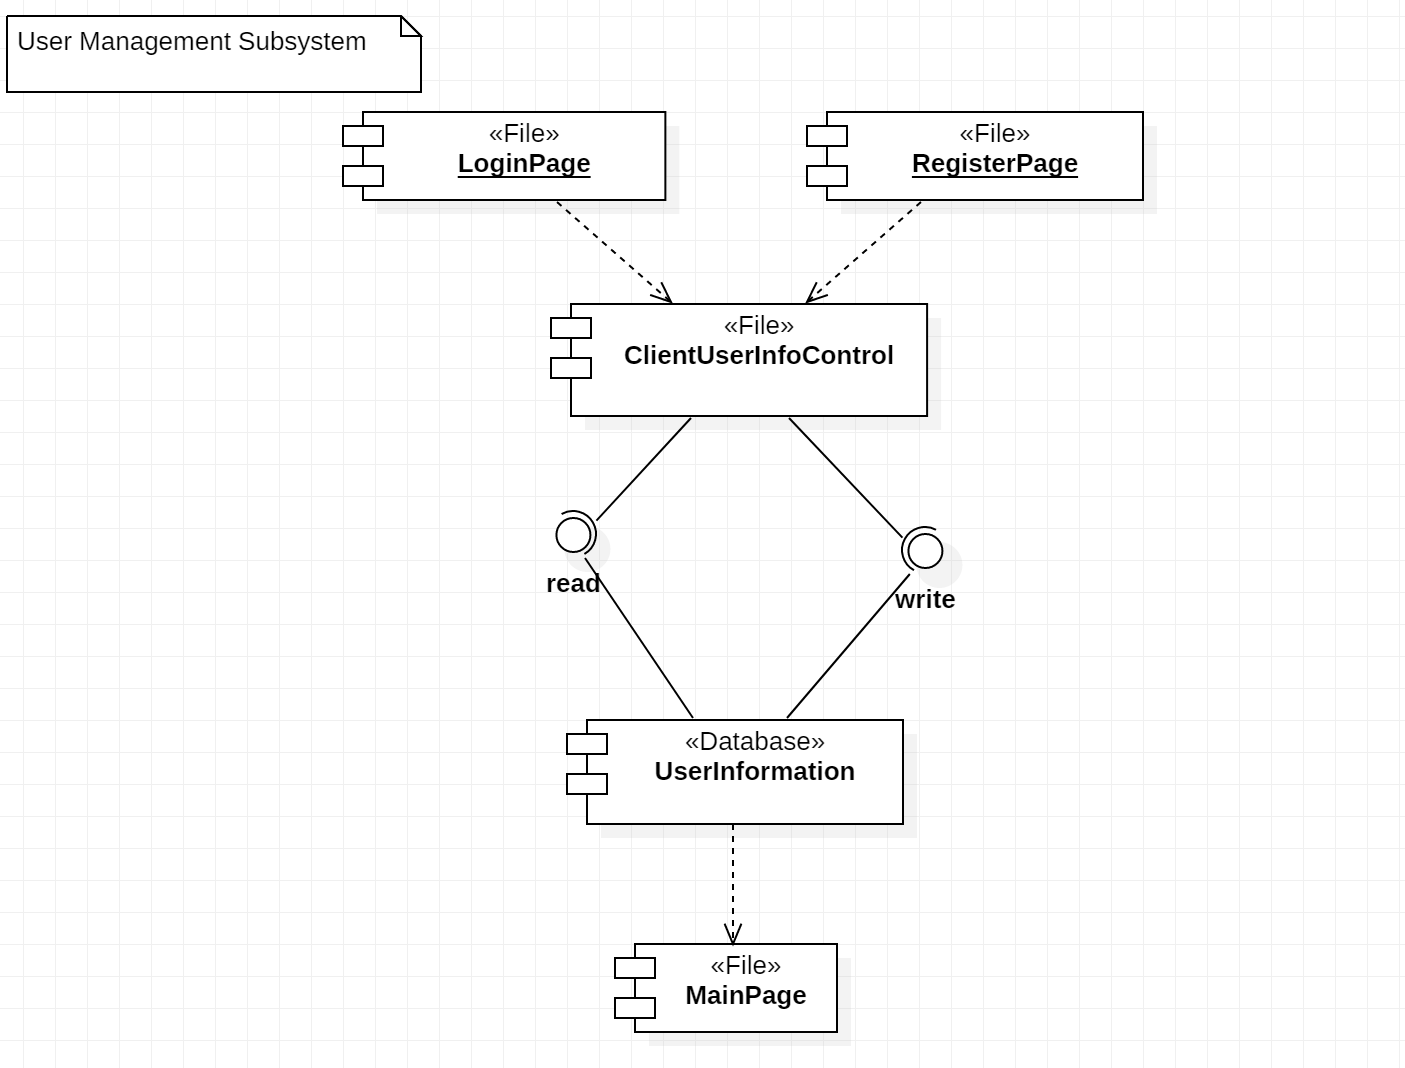 User Management Subsystem
«File»
LoginPage
«File»
RegisterPage
«File»
ClientUserInfoControl
read
write
«Database»
UserInformation
«File»
MainPage